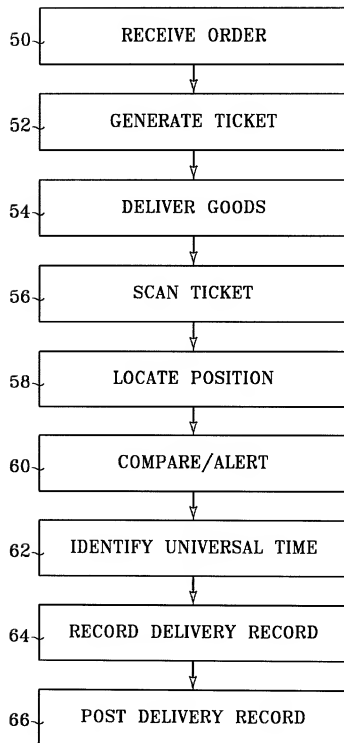 50 RECEIVE ORDER
52 GENERATE TICKET
54 DELIVER GOODS
56 SCAN TICKET
58 LOCATE POSITION
60 COMPARE/ALERT
62 IDENTIFY UNIVERSAL TIME
64 RECORD DELIVERY RECORD
66 POST DELIVERY RECORD